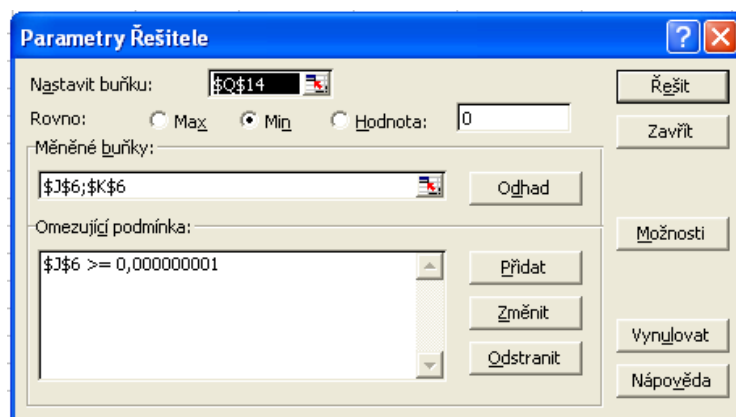 Parametry Řešitele
Nastavit buňku: $Q$14 Řešit
Rovno: Max Min Hodnota: 0 Zavřít
Měněné buňky:
$J$6;$K$6 Odhad
Omezující podmínka: Možnosti
$J$6 >= 0,000000001 Přidat
Změnit
Vynulovat
Odstranit
Nápověda